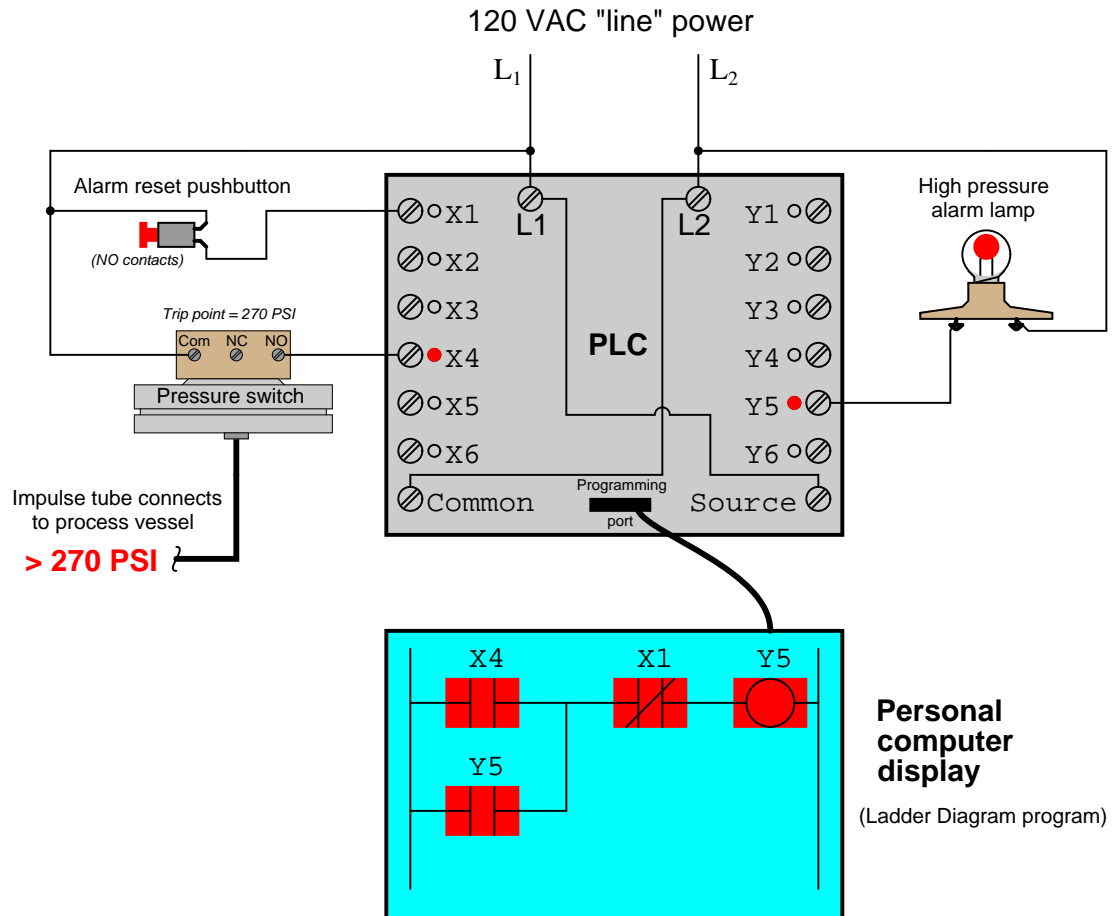 120 VAC "line" power
L1
L2
Alarm reset pushbutton
(NO contacts)
Trip point = 270 PSI
Com NC NO
Pressure switch
Impulse tube connects
to process vessel
> 270 PSI
X1
X2
X3
X4
X5
X6
Common
L1
L2
PLC
Programming
port
Y1
Y2
Y3
Y4
Y5
Y6
Source
High pressure
alarm lamp
X4 X1 Y5
Y5
Personal
computer
display
(Ladder Diagram program)